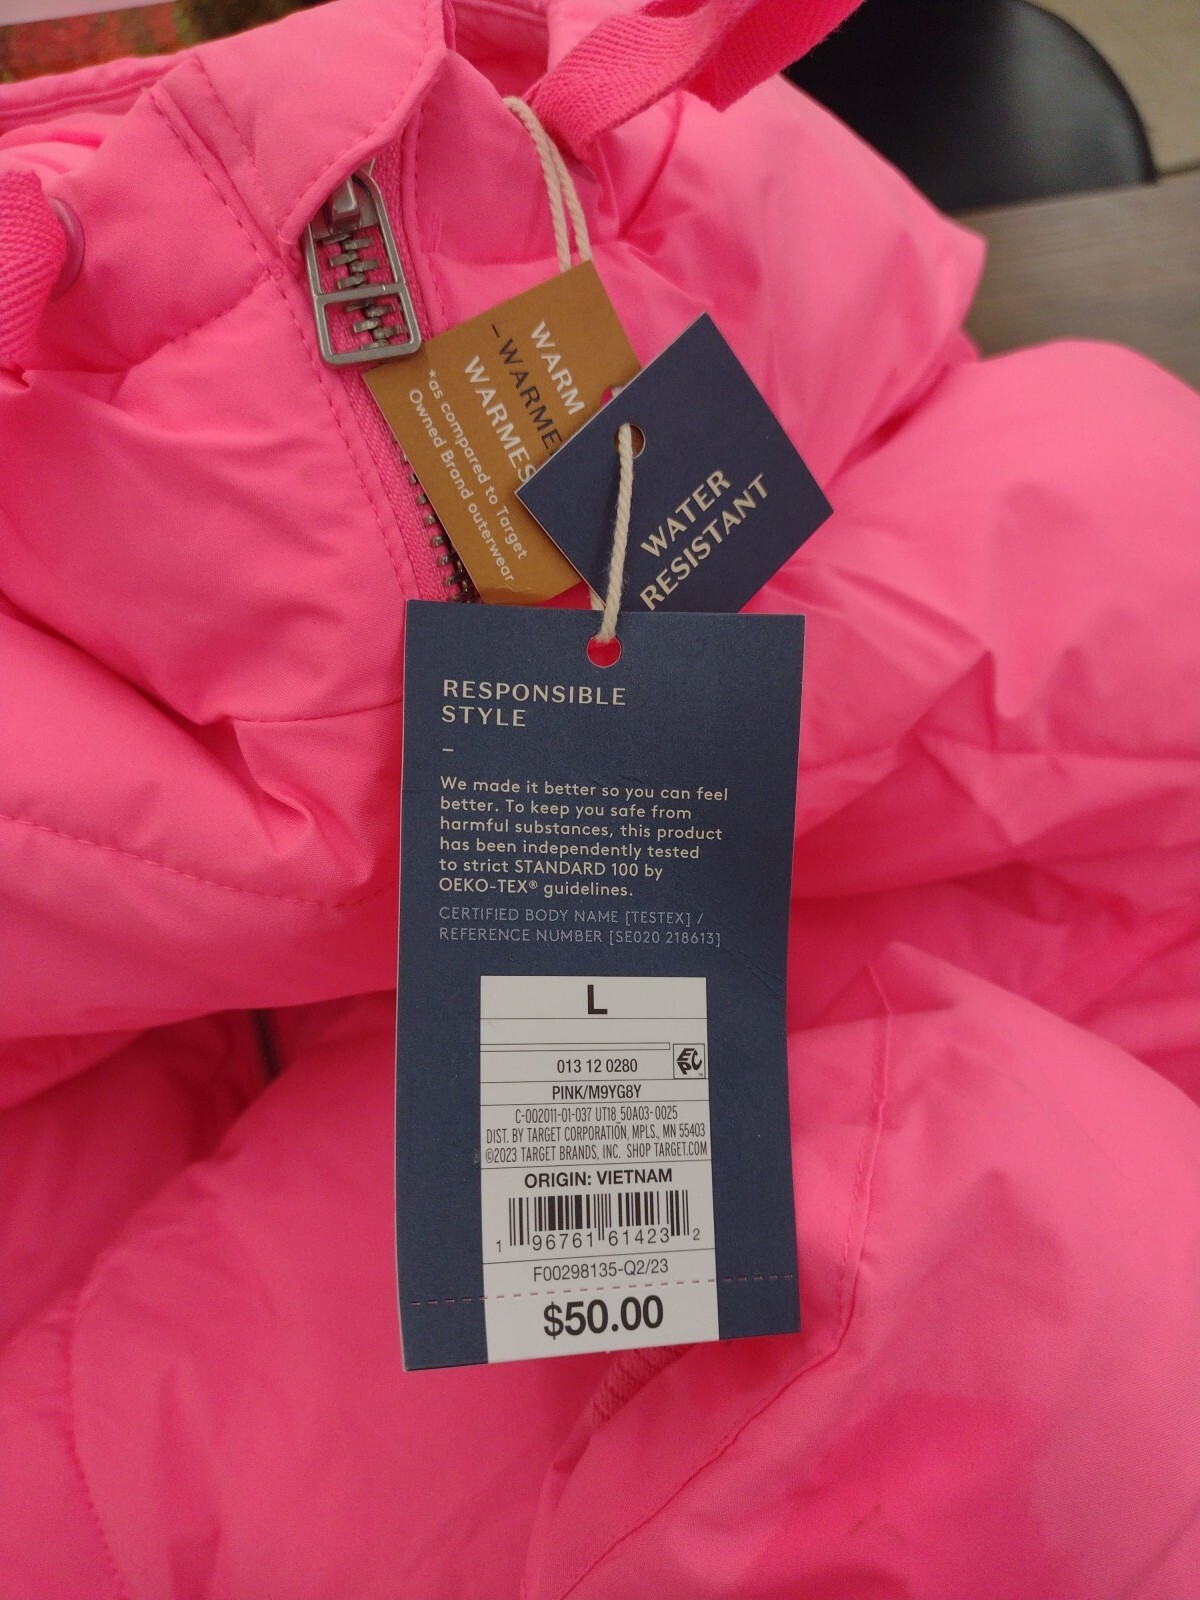 WARM
-WARME
WARMES
*as compared to Target
Owned Brand outerwear
WATER
RESISTANT
RESPONSIBLE
STYLE
–
We made it better so you can feel
better. To keep you safe from
harmful substances, this product
has been independently tested
to strict STANDARD 100 by
OEKO-TEX® guidelines.
CERTIFIED BODY NAME [TESTEX] /
REFERENCE NUMBER [SE020 218613]
L
013 12 0280
EPC
PINK/M9YG8Y
C-002011-01-037 UT18_50A03-0025
DIST. BY TARGET CORPORATION, MPLS., MN 55403
©2023 TARGET BRANDS, INC. SHOP TARGET.COM
ORIGIN: VIETNAM
1 96761 61423 2
F00298135-Q2/23
$50.00